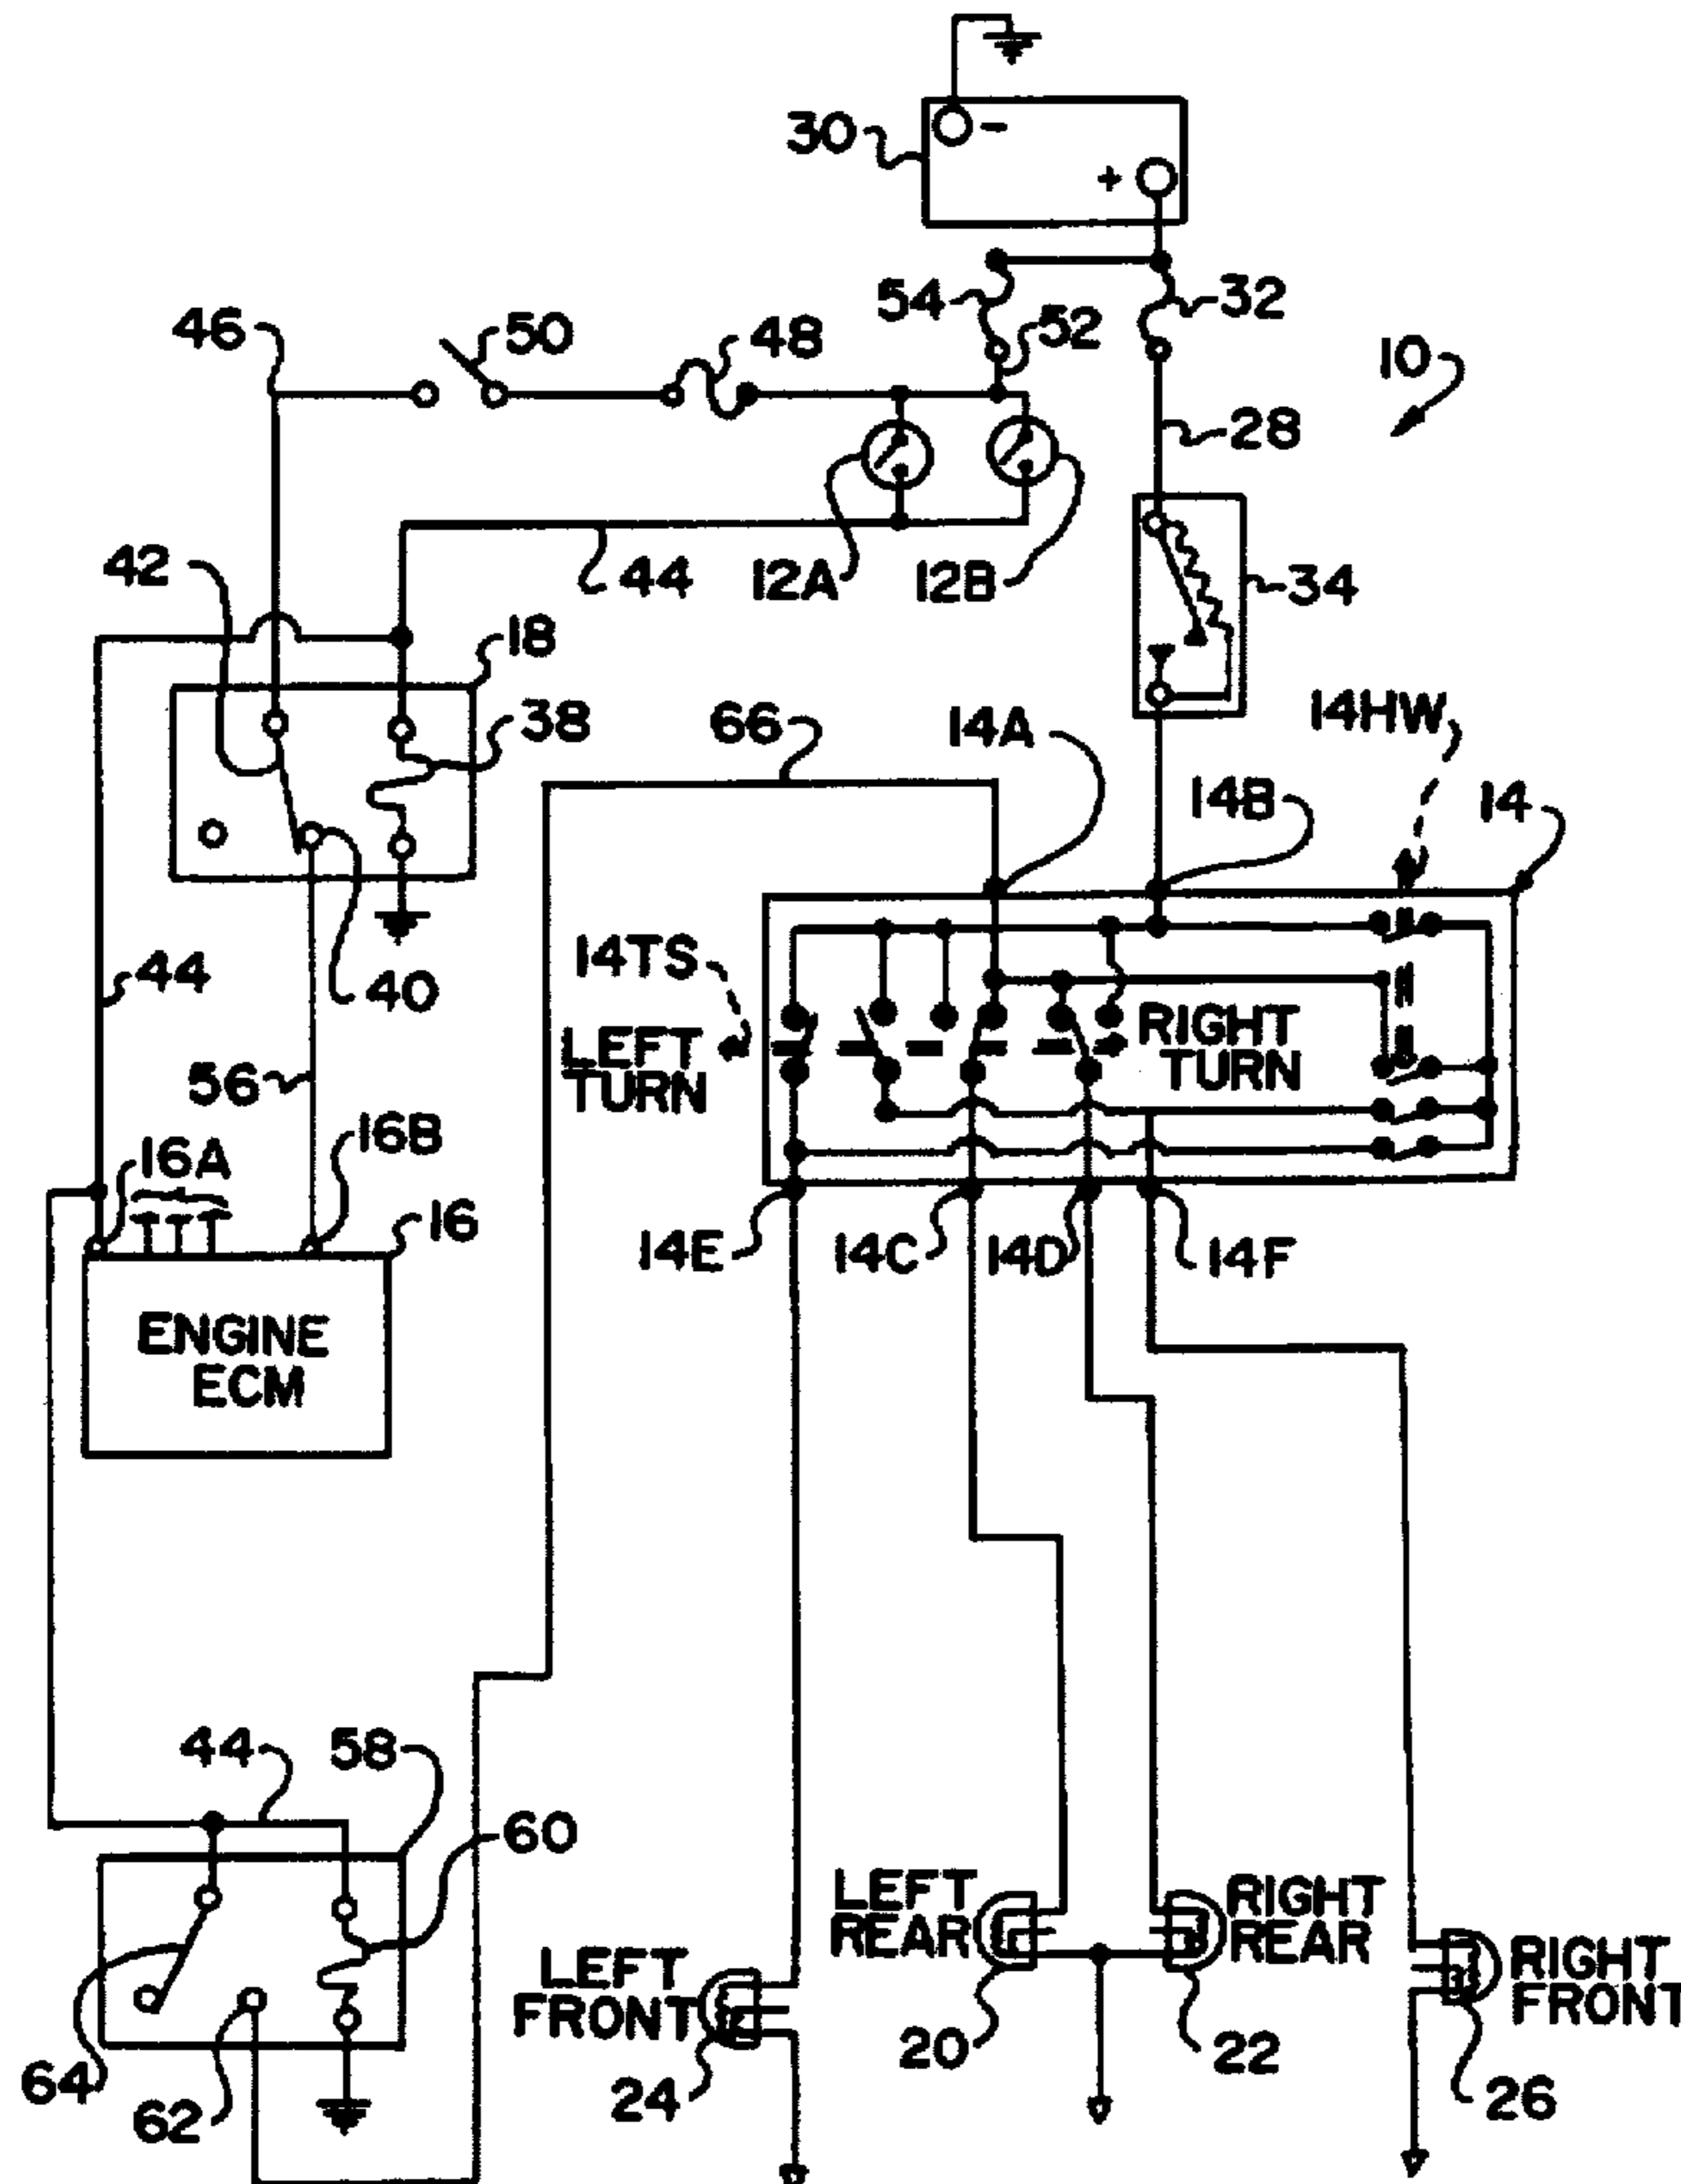 30
-
+
54
52
32
46
50
48
10
28
42
44
12A
12B
34
18
38
66
14A
14HW
14B
14
14TS
40
44
LEFT
TURN
RIGHT
TURN
56
16A
16B
16
14E
14C
14D
14F
ENGINE
ECM
44
58
60
LEFT
REAR
RIGHT
REAR
LEFT
FRONT
RIGHT
FRONT
64
62
24
20
22
26